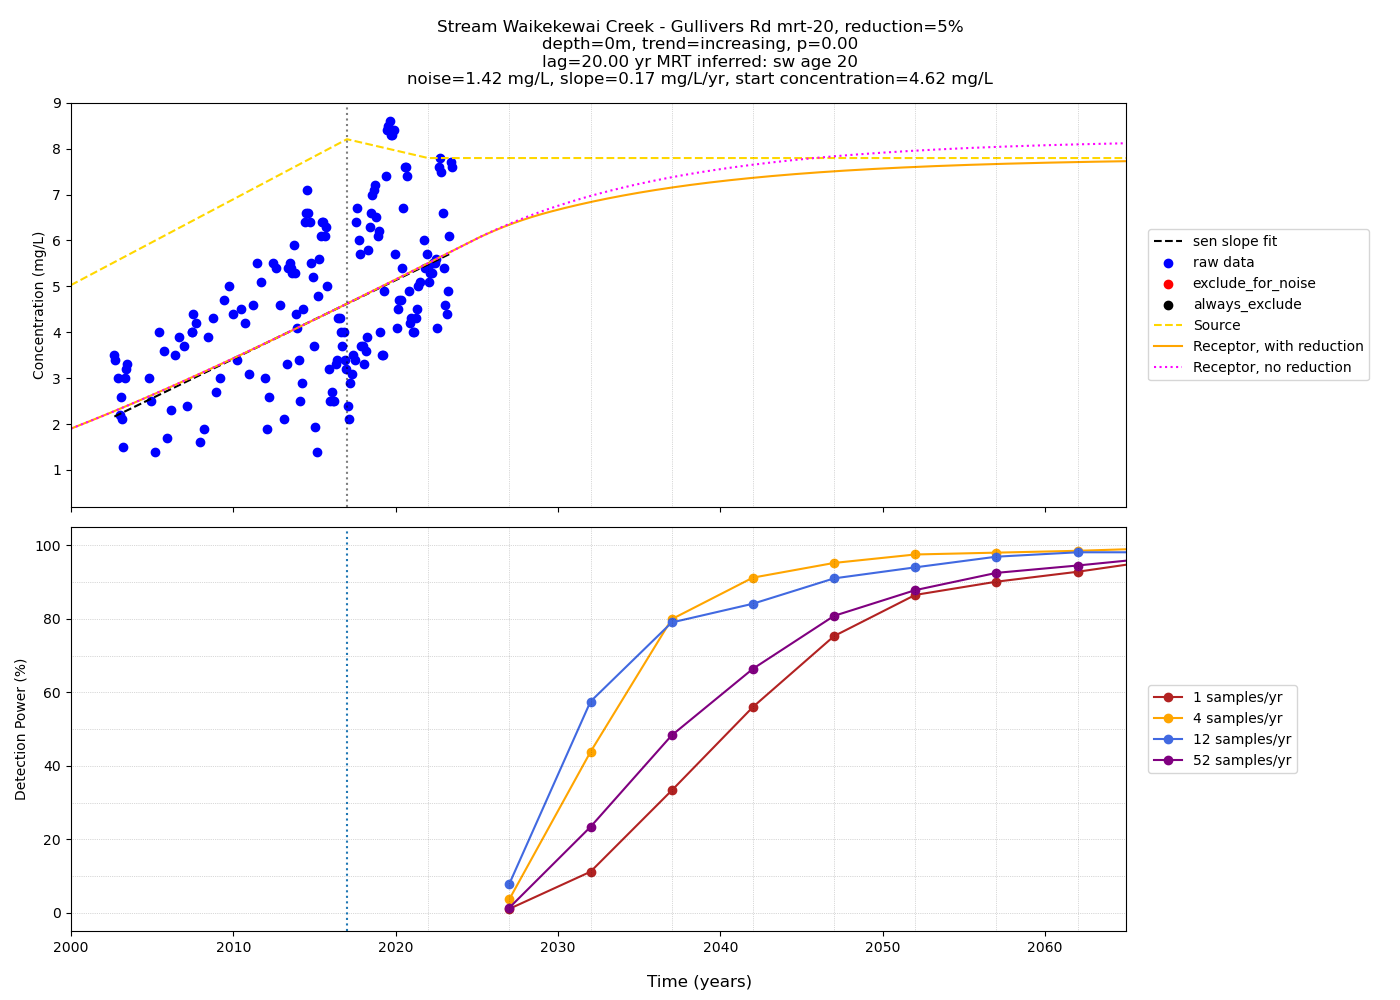 Stream Waikekewai Creek - Gullivers Rd mrt-20, reduction=5%
depth=0m, trend=increasing, p=0.00
lag=20.00 yr MRT inferred: sw age 20
noise=1.42 mg/L, slope=0.17 mg/L/yr, start concentration=4.62 mg/L
9
8
7
6
5
4
3
2
1
Concentration (mg/L)
sen slope fit
raw data
exclude_for_noise
always_exclude
Source
Receptor, with reduction
Receptor, no reduction
100
80
60
40
20
0
Detection Power (%)
1 samples/yr
4 samples/yr
12 samples/yr
52 samples/yr
2000 2010 2020 2030 2040 2050 2060
Time (years)